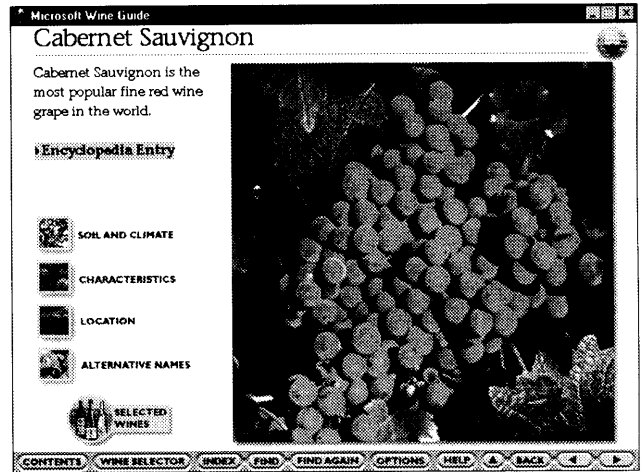 Microsoft Wine Guide
Cabernet Sauvignon
Cabernet Sauvignon is the
most popular fine red wine
grape in the world.
Encyclopedia Entry
SOIL AND CLIMATE
CHARACTERISTICS
LOCATION
ALTERNATIVE NAMES
SELECTED
WINES
CONTENTS WINE SELECTOR INDEX FIND FIND AGAIN OPTIONS HELP BACK